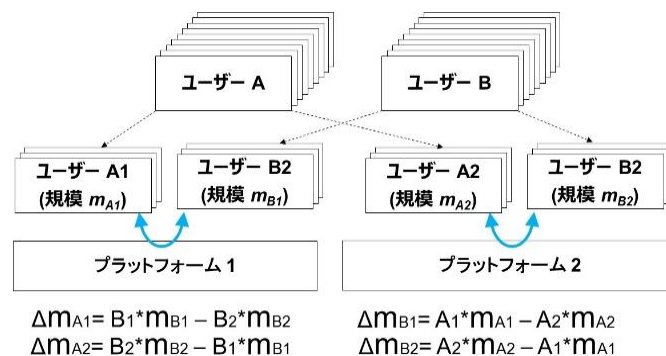 ユーザー A
ユーザー B
ユーザー A1
(規模 mA1)
ユーザー B2
(規模 mB1)
ユーザー A2
(規模 mA2)
ユーザー B2
(規模 mB2)
プラットフォーム 1
プラットフォーム 2
ΔmA1= B1*mB1 – B2*mB2
ΔmA2= B2*mB2 – B1*mB1
ΔmB1= A1*mA1 – A2*mA2
ΔmB2= A2*mA2 – A1*mA1